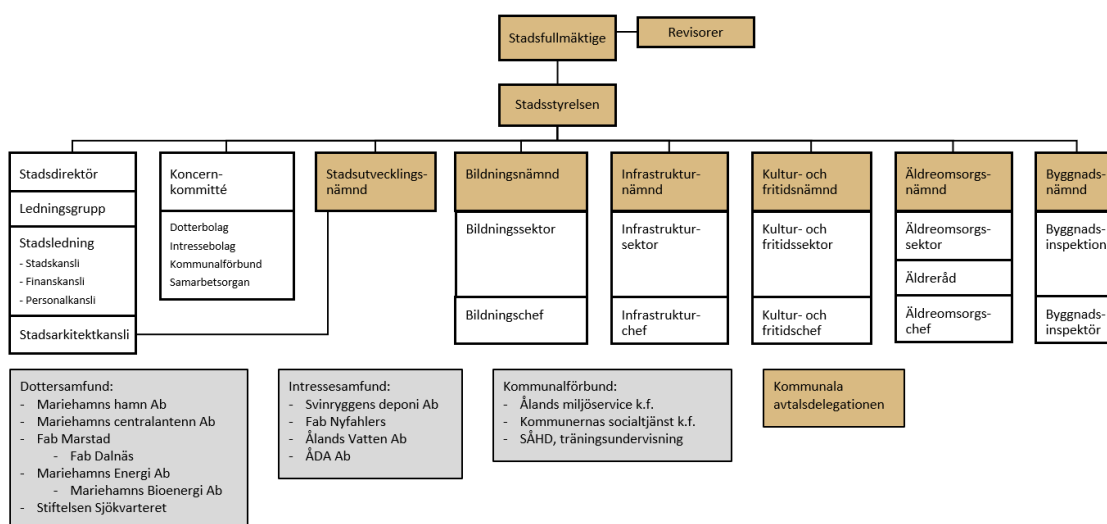 Stadsfullmäktige
Revisorer
Stadsstyrelsen
Stadsdirektör
Ledningsgrupp
Stadsledning
- Stadskansli
- Finanskansli
- Personalkansli
Stadsarkitektkansli
Koncern-
kommitté
Dotterbolag
Intressebolag
Kommunalförbund
Samarbetsorgan
Stadsutvecklings-
nämnd
Bildningsnämnd
Bildningssektor
Bildningschef
Infrastruktur-
nämnd
Infrastruktur-
sektor
Infrastruktur-
chef
Kultur- och
fritidsnämnd
Kultur- och
fritidssektor
Kultur- och
fritidschef
Äldreomsorgs-
nämnd
Äldreomsorgs-
sektor
Äldreråd
Äldreomsorgs-
chef
Byggnads-
nämnd
Byggnads-
inspektion
Byggnads-
inspektör
Dottersamfund:
- Mariehamns hamn Ab
- Mariehamns centralantenn Ab
- Fab Marstad
- Fab Dalnäs
- Mariehamns Energi Ab
- Mariehamns Bioenergi Ab
- Stiftelsen Sjökvarteret
Intressesamfund:
- Svinryggens deponi Ab
- Fab Nyfahlers
- Ålands Vatten Ab
- ÅDA Ab
Kommunalförbund:
- Ålands miljöservice k.f.
- Kommunernas socialtjänst k.f.
- SÅHD, träningsundervisning
Kommunala
avtalsdelegationen